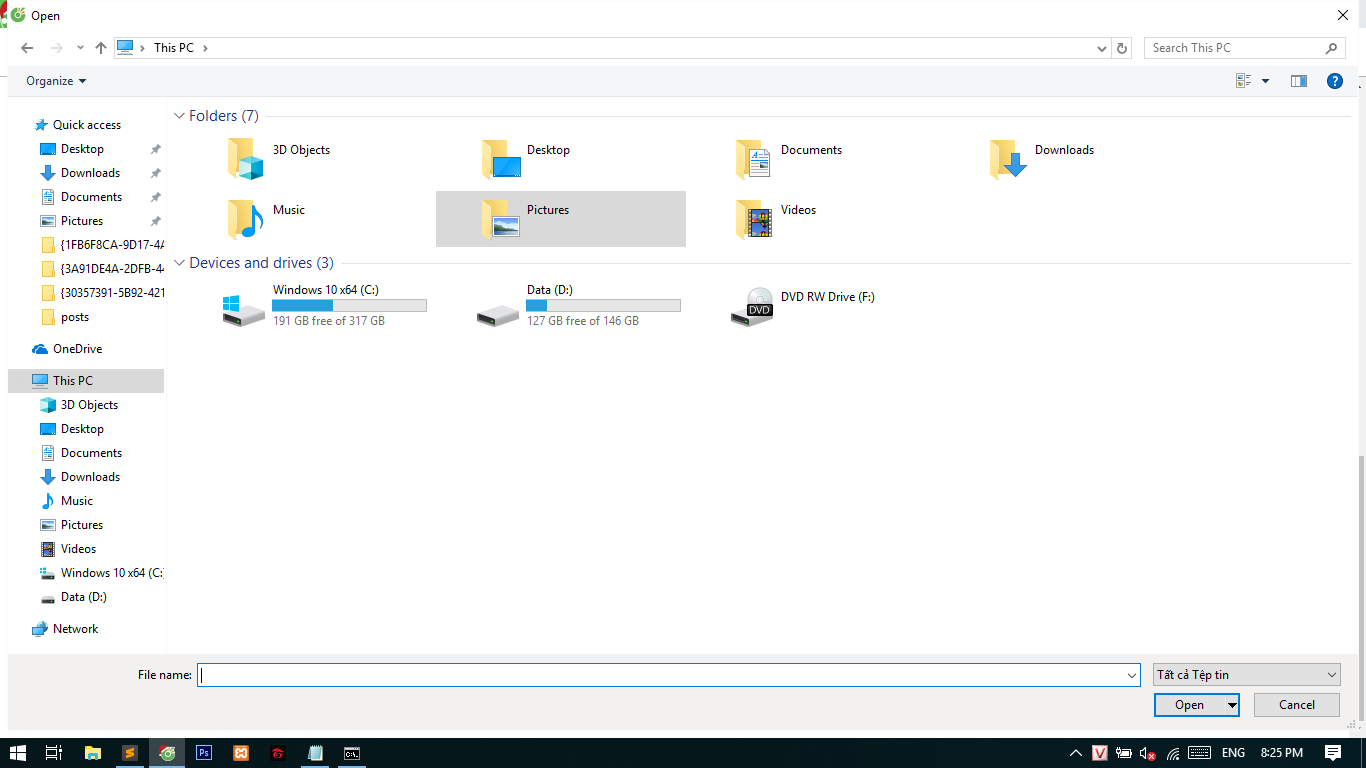 Open
This PC
Search This PC
Organize
Quick access
Desktop
Downloads
Documents
Pictures
{1FB6F8CA-9D17-4A
{3A91DE4A-2DFB-44
{30357391-5B92-421
posts
OneDrive
This PC
3D Objects
Desktop
Documents
Downloads
Music
Pictures
Videos
Windows 10 x64 (C:)
Data (D:)
Network
Folders (7)
3D Objects
Desktop
Documents
Downloads
Music
Pictures
Videos
Devices and drives (3)
Windows 10 x64 (C:)
191 GB free of 317 GB
Data (D:)
127 GB free of 146 GB
DVD
DVD RW Drive (F:)
File name:
Tất cả Tệp tin
Open
Cancel
Ps
C:\.
V
ENG
8:25 PM